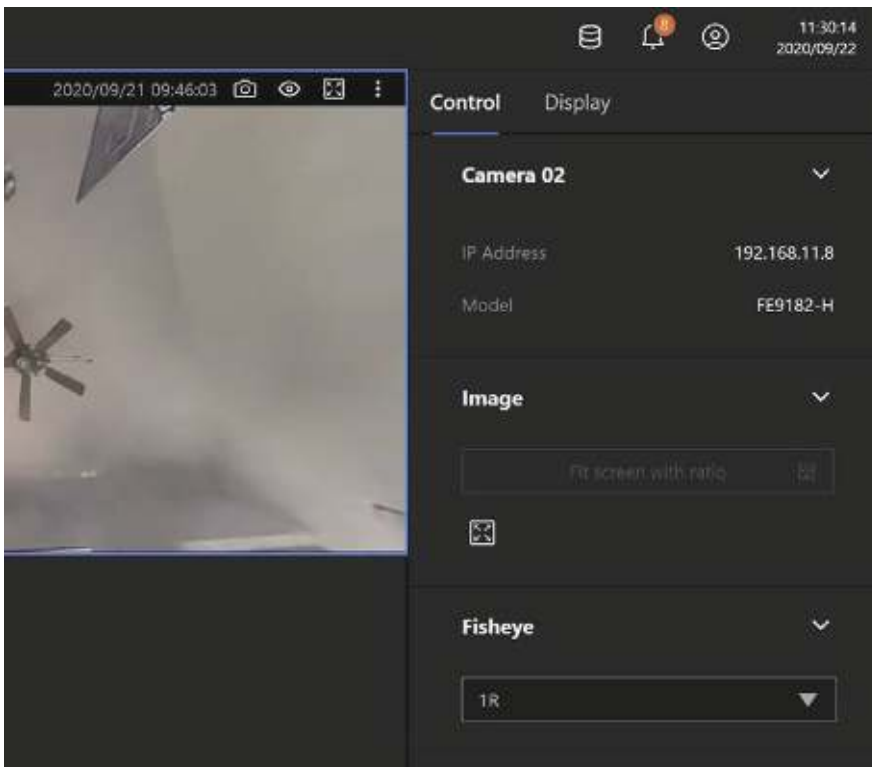 8
11:30:14
2020/09/22
2020/09/21 09:46:03
Control Display
Camera 02
IP Address 192.168.11.8
Model FE9182-H
Image
Fit screen with ratio
Fisheye
1R